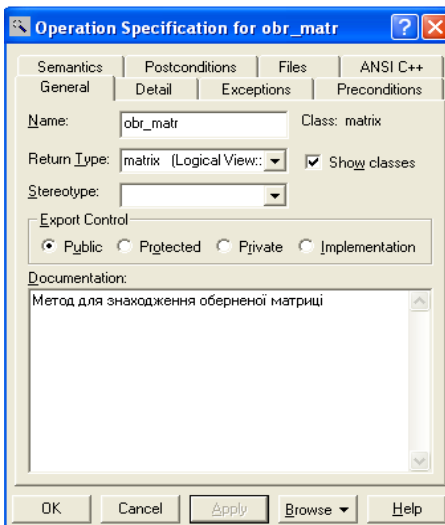 Operation Specification for obr_matr
Semantics Postconditions Files ANSI C++
General Detail Exceptions Preconditions
Name: obr_matr Class: matrix
Return Type: matrix (Logical View:: Show classes
Stereotype:
Export Control
Public Protected Private Implementation
Documentation:
Метод для знаходження оберненої матриці
OK Cancel Apply Browse Help